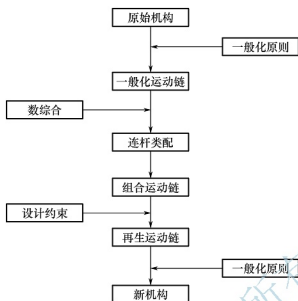 原始机构
一般化原则
一般化运动链
数综合
连杆类配
组合运动链
设计约束
再生运动链
一般化原则
新机构